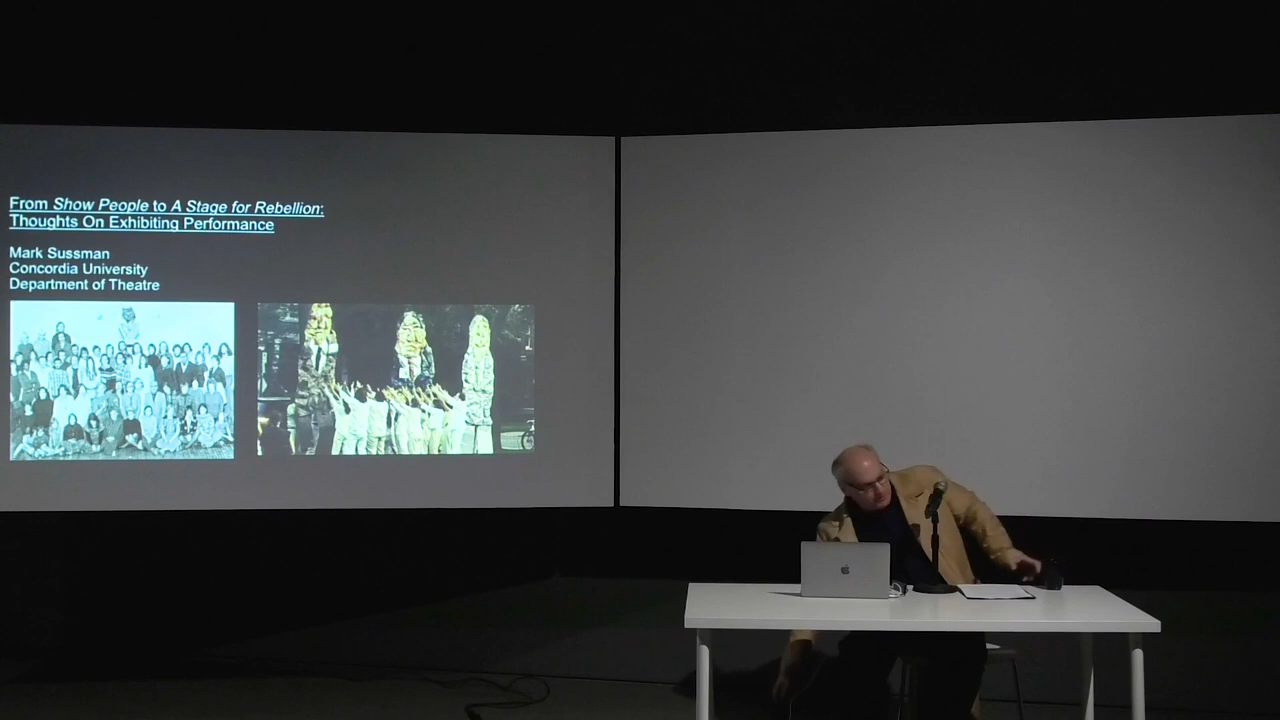 From Show People to A Stage for Rebellion:
Thoughts On Exhibiting Performance
Mark Sussman
Concordia University
Department of Theatre